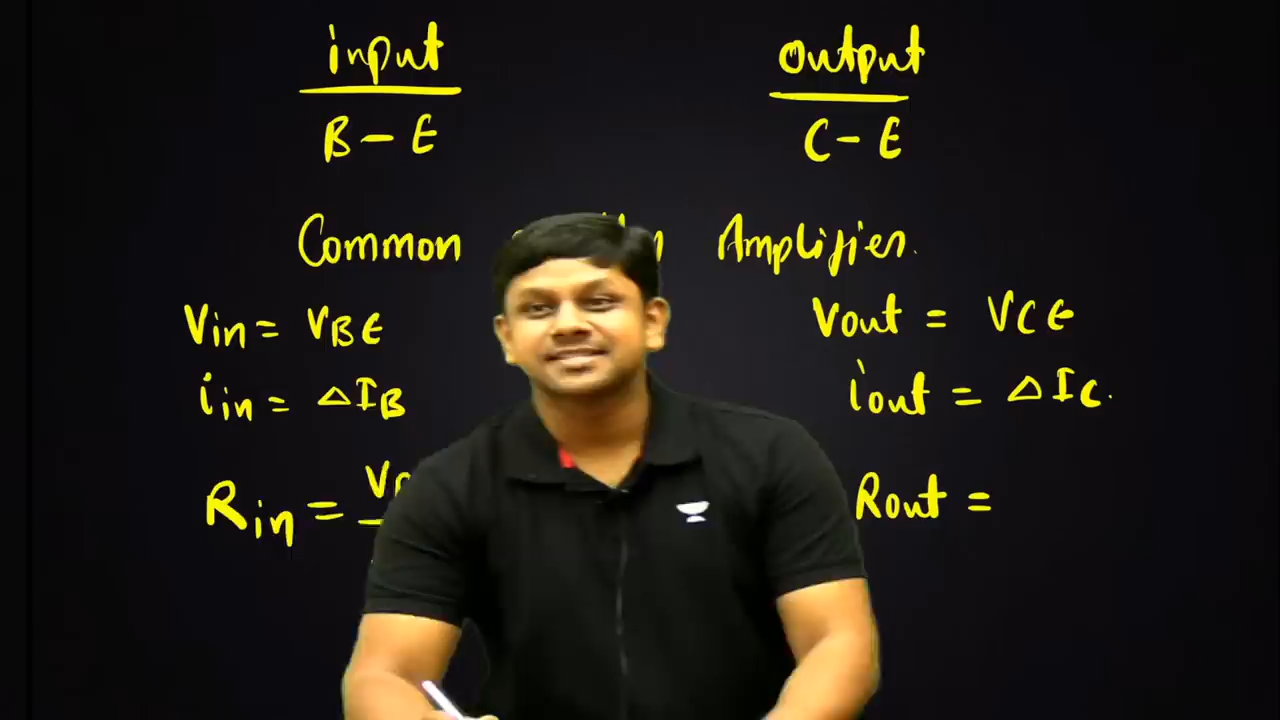 input output
B - E C - E
Common Amplifier.
Vin = VBE Vout = VCE
iin = ΔIB iout = ΔIC.
Rin = Rout =